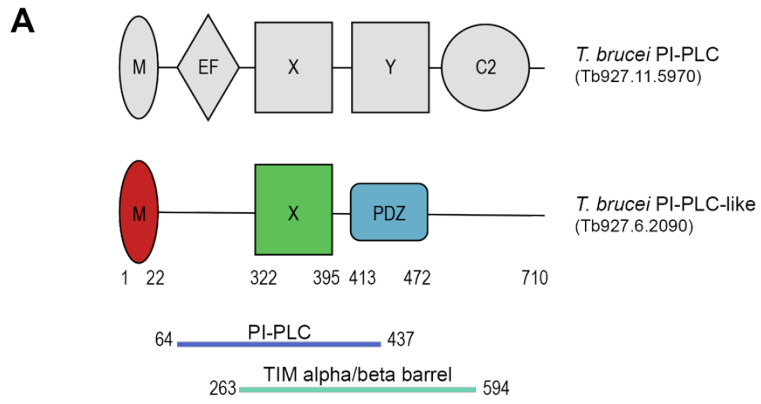 A
M EF X Y C2 T. brucei PI-PLC
(Tb927.11.5970)
M X PDZ T. brucei PI-PLC-like
(Tb927.6.2090)
1 22 322 395 413 472 710
PI-PLC
64 437
TIM alpha/beta barrel
263 594